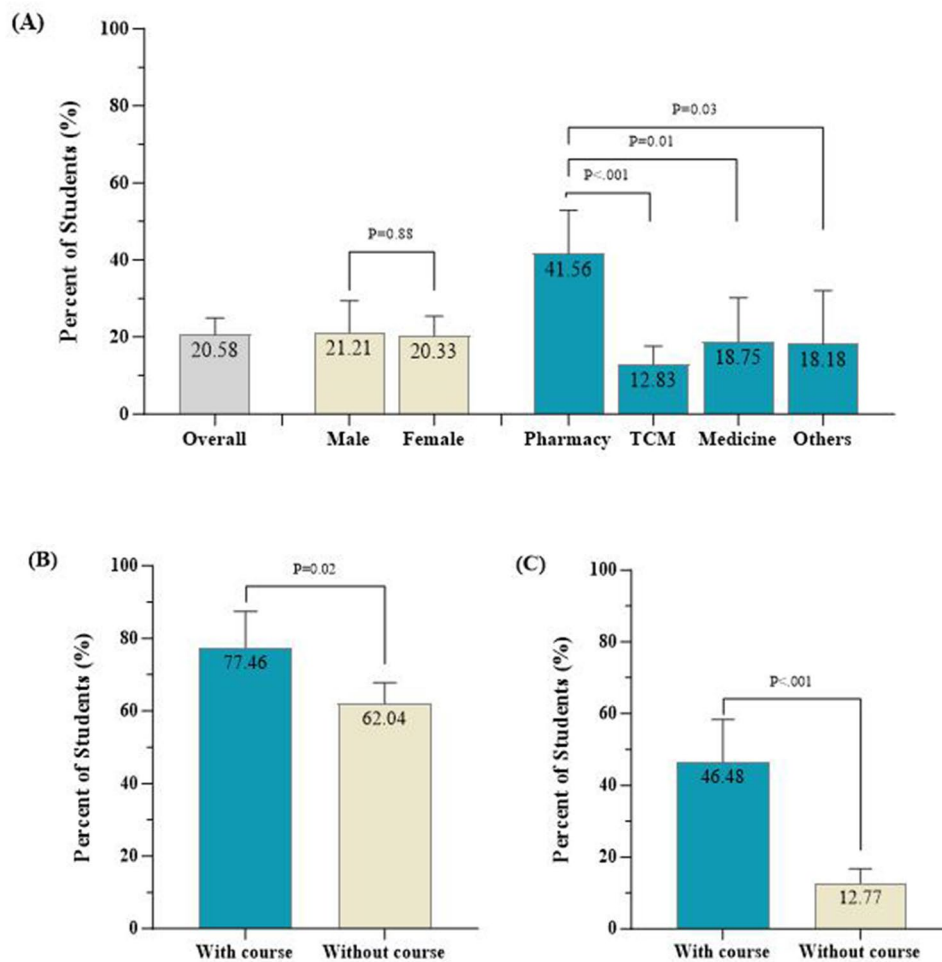 (A)
Percent of Students (%)
100
80
60
40
20
0
P=0.03
P=0.01
P<.001
P=0.88
20.58
21.21
20.33
41.56
12.83
18.75
18.18
Overall
Male
Female
Pharmacy
TCM
Medicine
Others
(B)
Percent of Students (%)
100
80
60
40
20
0
P=0.02
77.46
62.04
With course
Without course
(C)
Percent of Students (%)
100
80
60
40
20
0
P<.001
46.48
12.77
With course
Without course